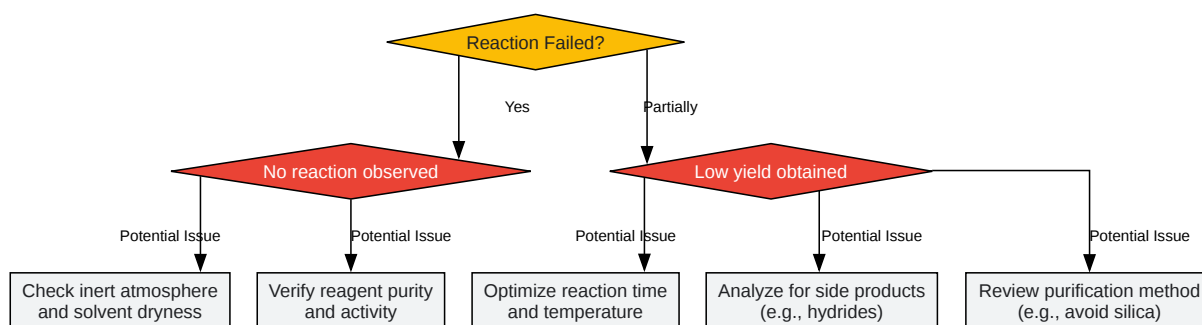 Reaction Failed?
Yes
Partially
No reaction observed
Low yield obtained
Potential Issue
Potential Issue
Potential Issue
Potential Issue
Potential Issue
Check inert atmosphere
and solvent dryness
Verify reagent purity
and activity
Optimize reaction time
and temperature
Analyze for side products
(e.g., hydrides)
Review purification method
(e.g., avoid silica)